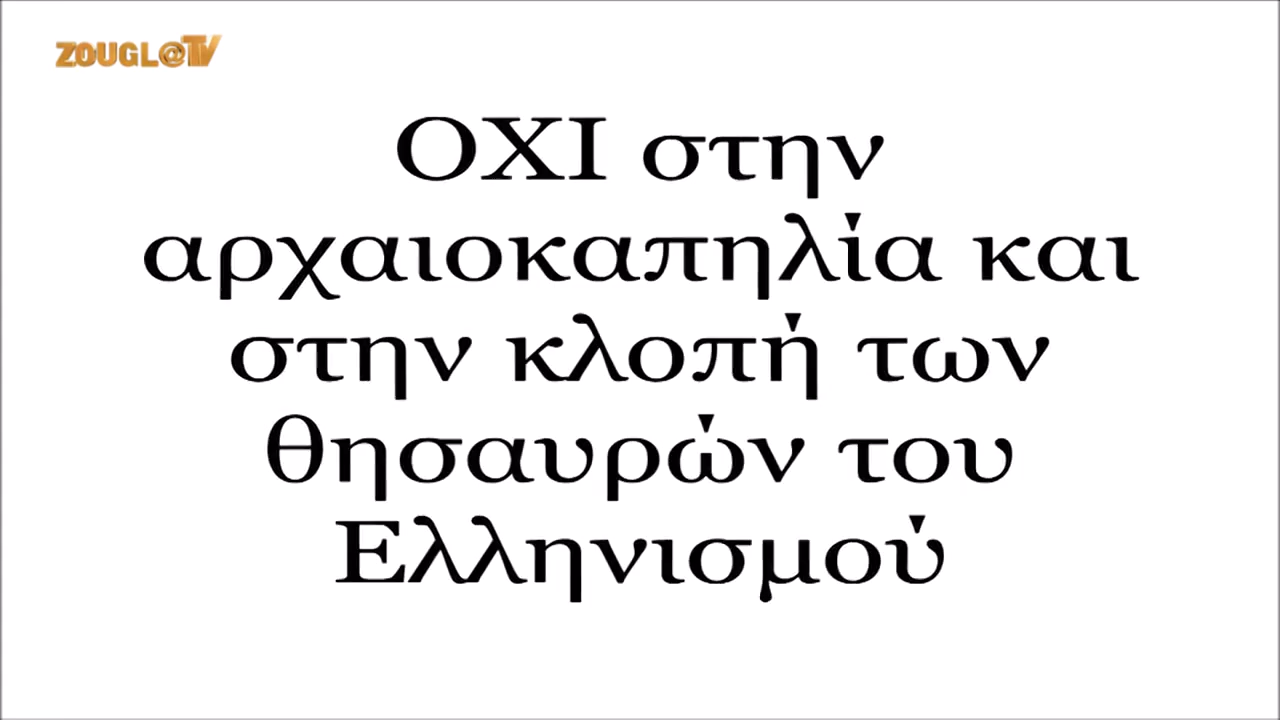 ZOUGL@TV
ΟΧΙ στην
αρχαιοκαπηλία και
στην κλοπή των
θησαυρών του
Ελληνισμού